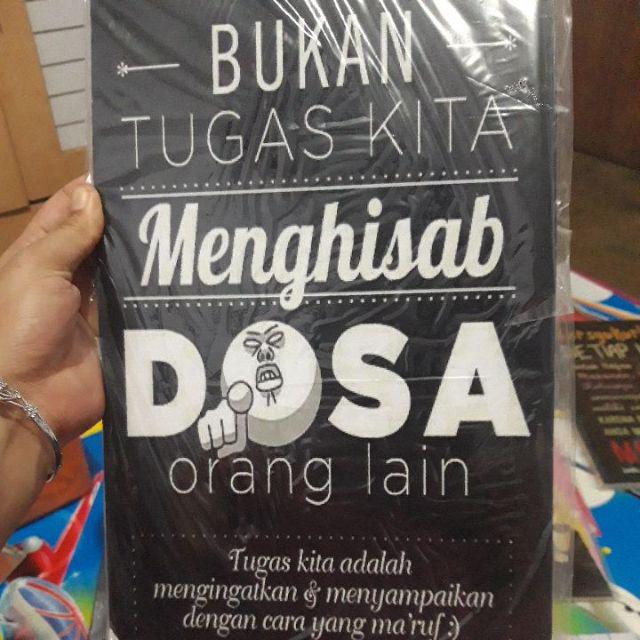 BUKAN
TUGAS KITA
Menghisab
DOSA
orang lain
Tugas kita adalah
mengingatkan & menyampaikan
dengan cara yang ma'ruf ;)